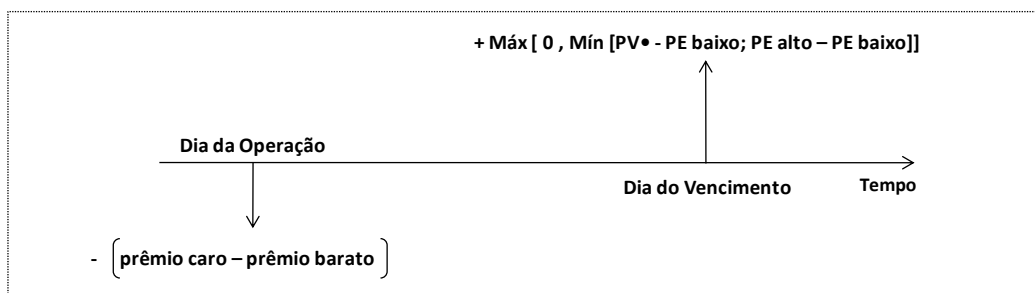 + Máx [ 0 , Mín [PV• - PE baixo; PE alto – PE baixo]]
Dia da Operação
Dia do Vencimento
Tempo
- (prêmio caro – prêmio barato)